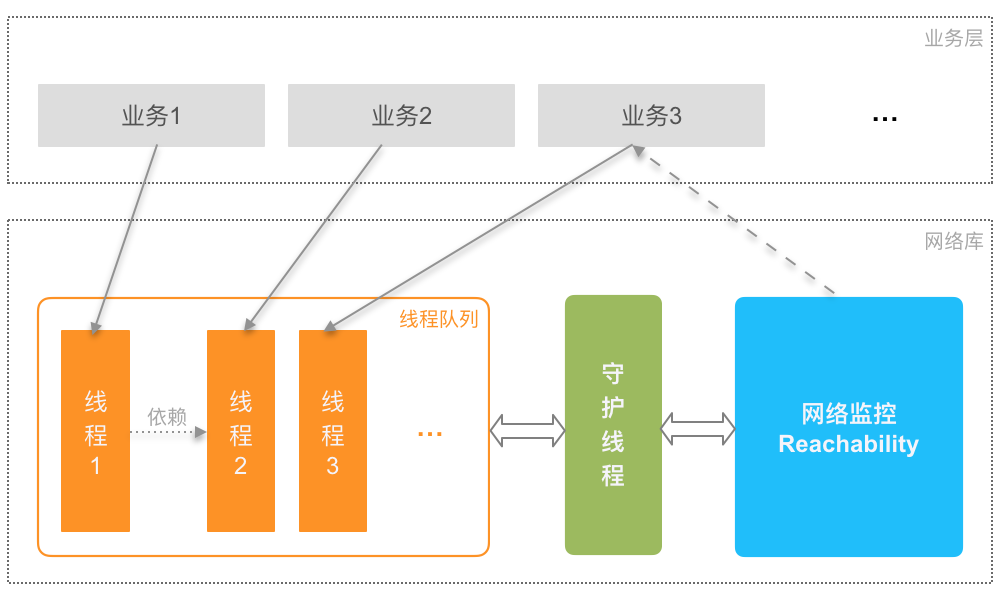 业务层
业务1
业务2
业务3
...
网络库
线程队列
线
程
1
依赖
线
程
2
线
程
3
...
守
护
线
程
网络监控
Reachability